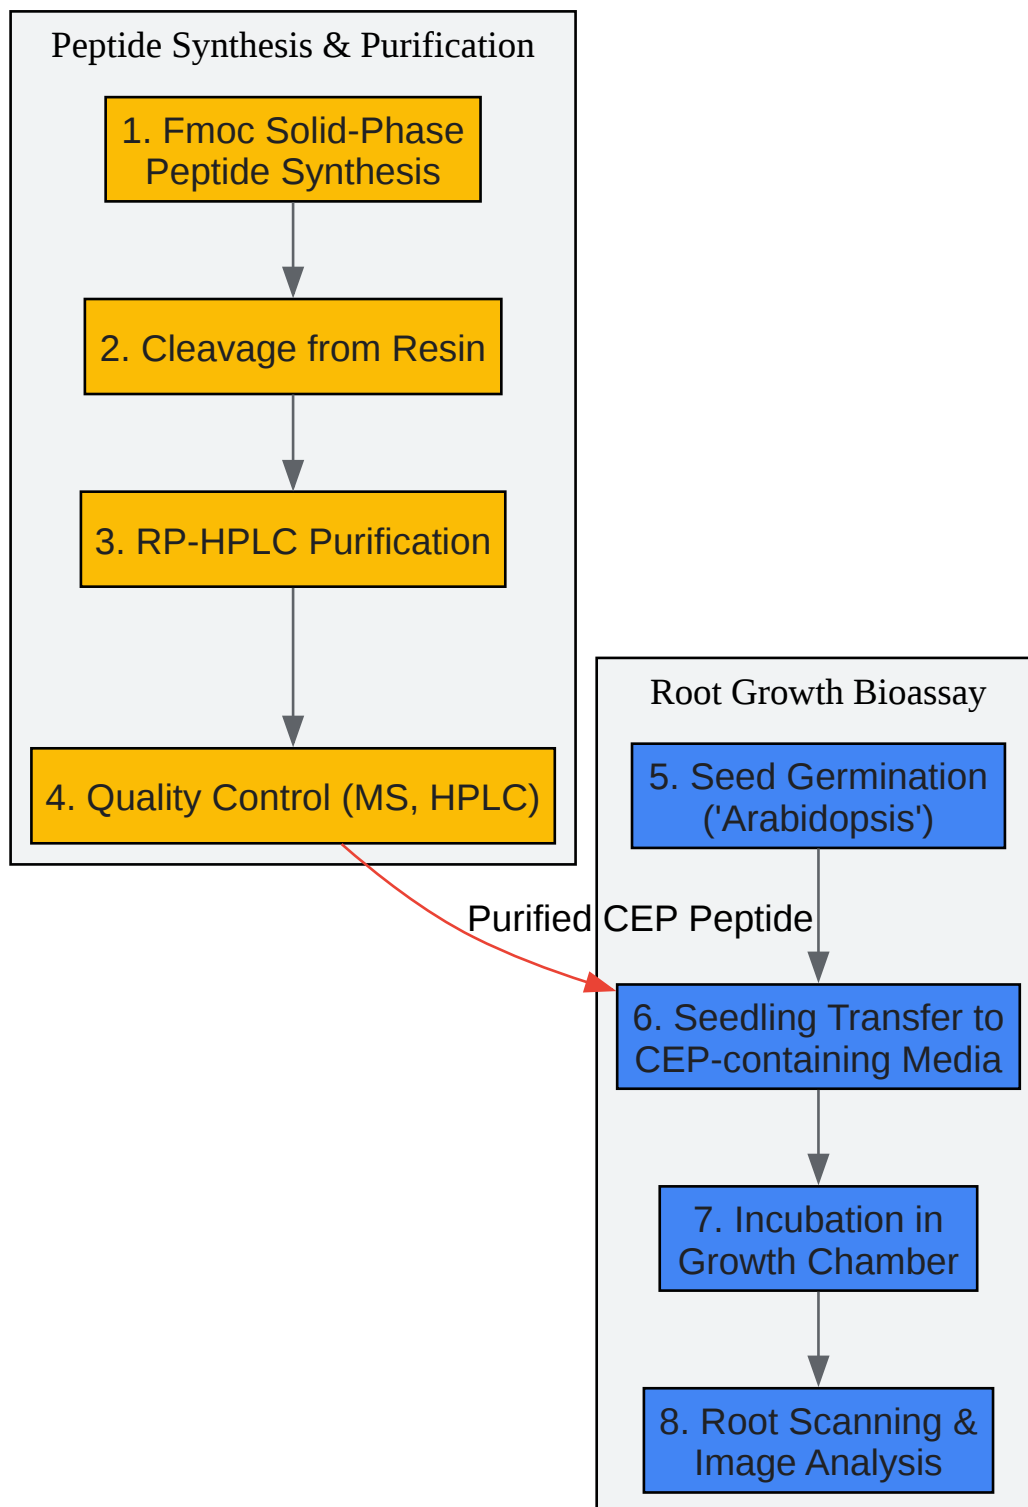 Peptide Synthesis & Purification
1. Fmoc Solid-Phase
Peptide Synthesis
2. Cleavage from Resin
3. RP-HPLC Purification
4. Quality Control (MS, HPLC)
Root Growth Bioassay
5. Seed Germination
('Arabidopsis')
Purified CEP Peptide
6. Seedling Transfer to
CEP-containing Media
7. Incubation in
Growth Chamber
8. Root Scanning &
Image Analysis